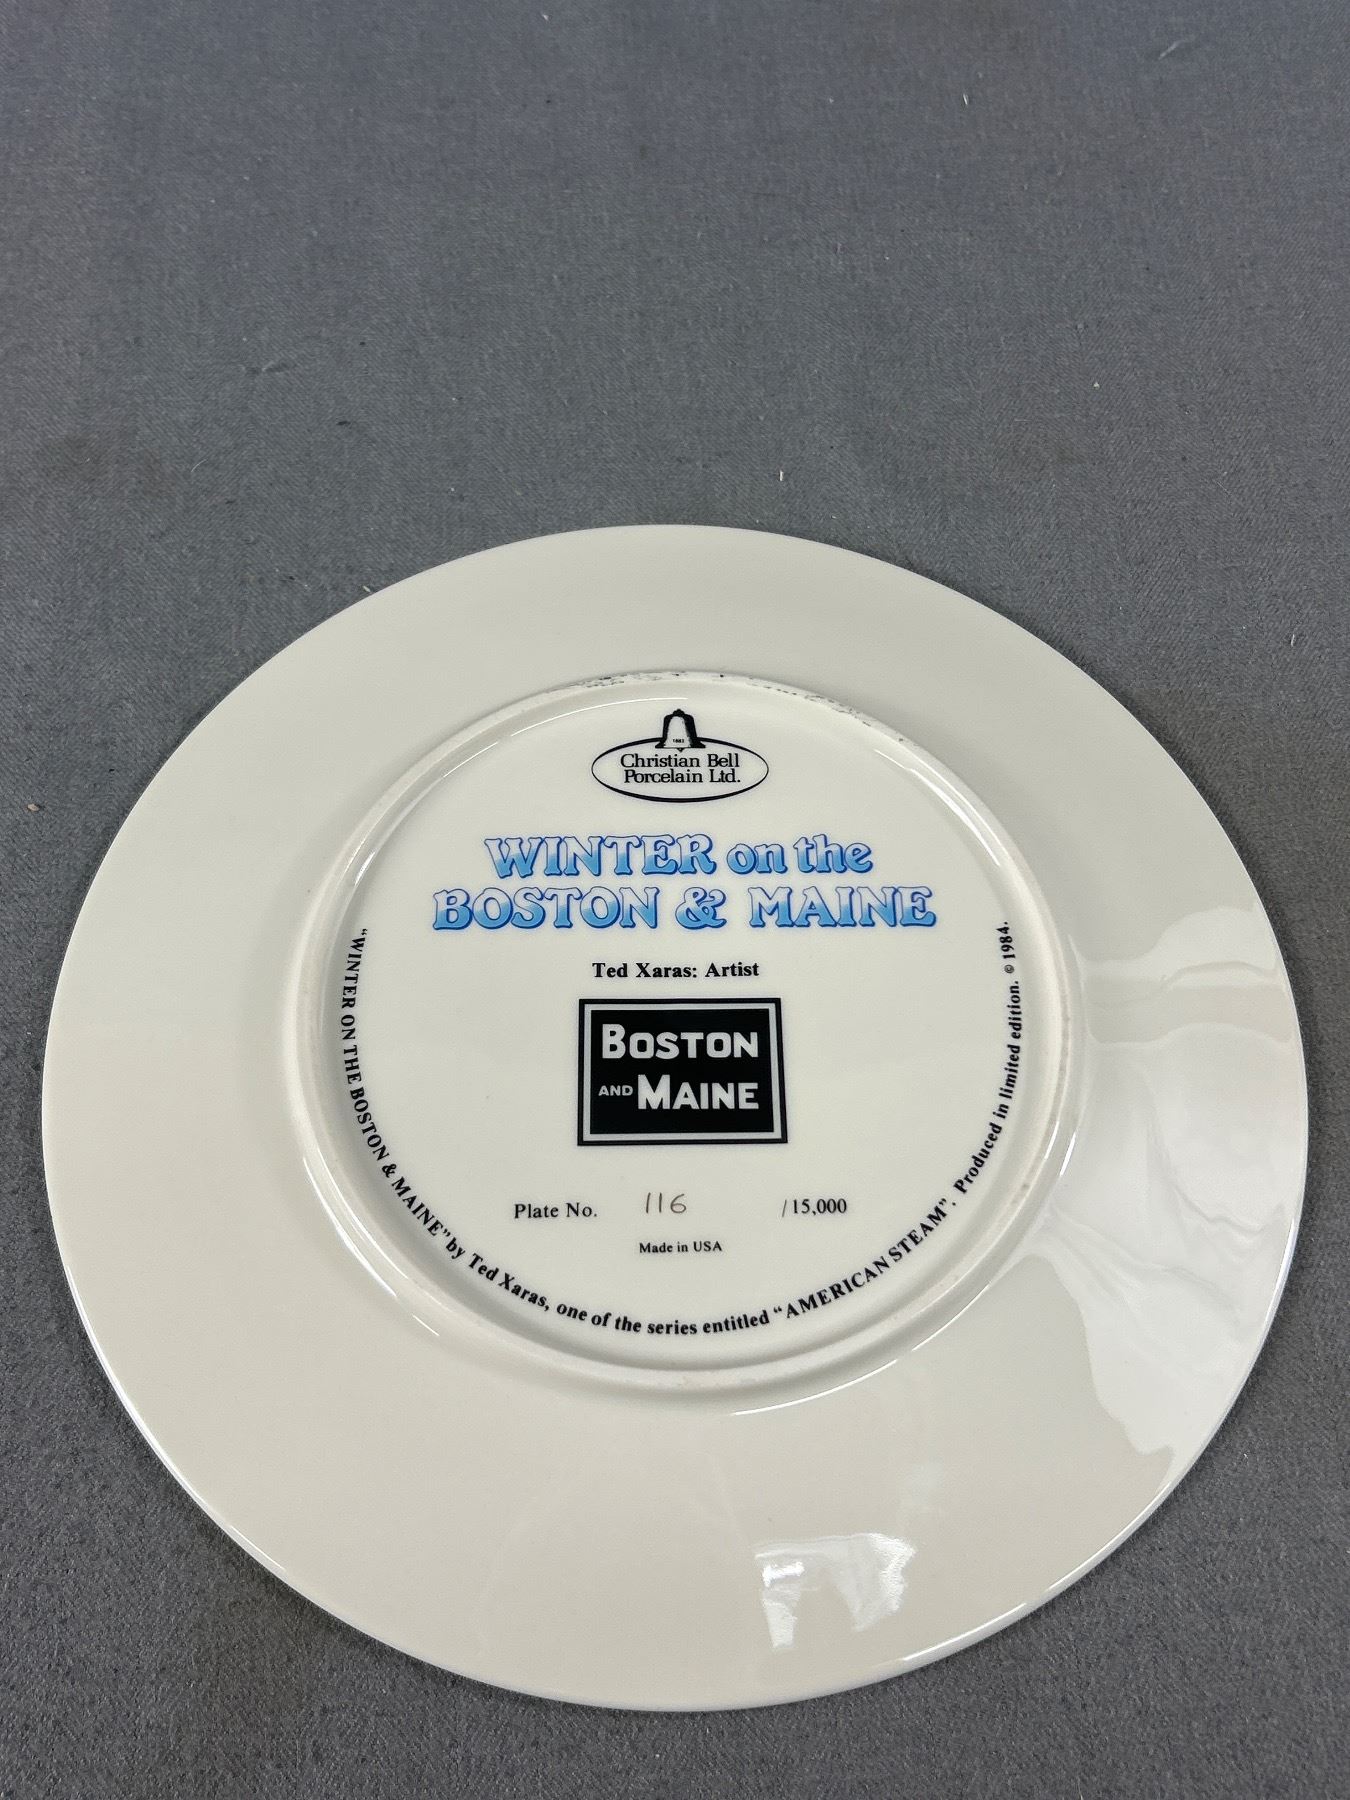 1882
Christian Bell
Porcelain Ltd.
WINTER on the
BOSTON & MAINE
Ted Xaras: Artist
BOSTON
AND MAINE
Plate No. 116 /15,000
Made in USA
“WINTER ON THE BOSTON & MAINE” by Ted Xaras, one of the series entitled “AMERICAN STEAM”. Produced in limited edition. © 1984.